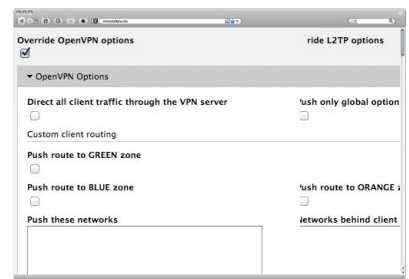 Override OpenVPN options
ride L2TP options
OpenVPN Options
Direct all client traffic through the VPN server
Push only global option
Custom client routing
Push route to GREEN zone
Push route to BLUE zone
ush route to ORANGE z
Push these networks
Networks behind client